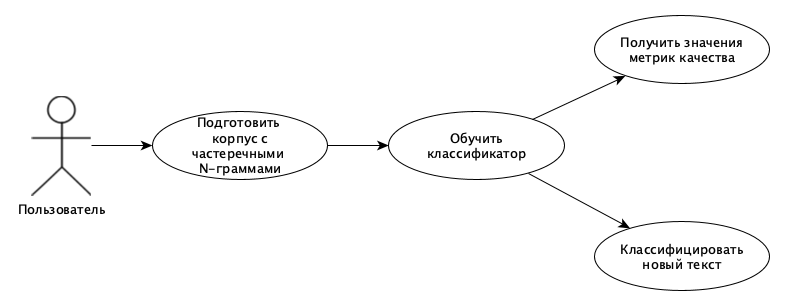 Пользователь
Подготовить
корпус с
частеречными
N-граммами
Обучить
классификатор
Получить значения
метрик качества
Классифицировать
новый текст